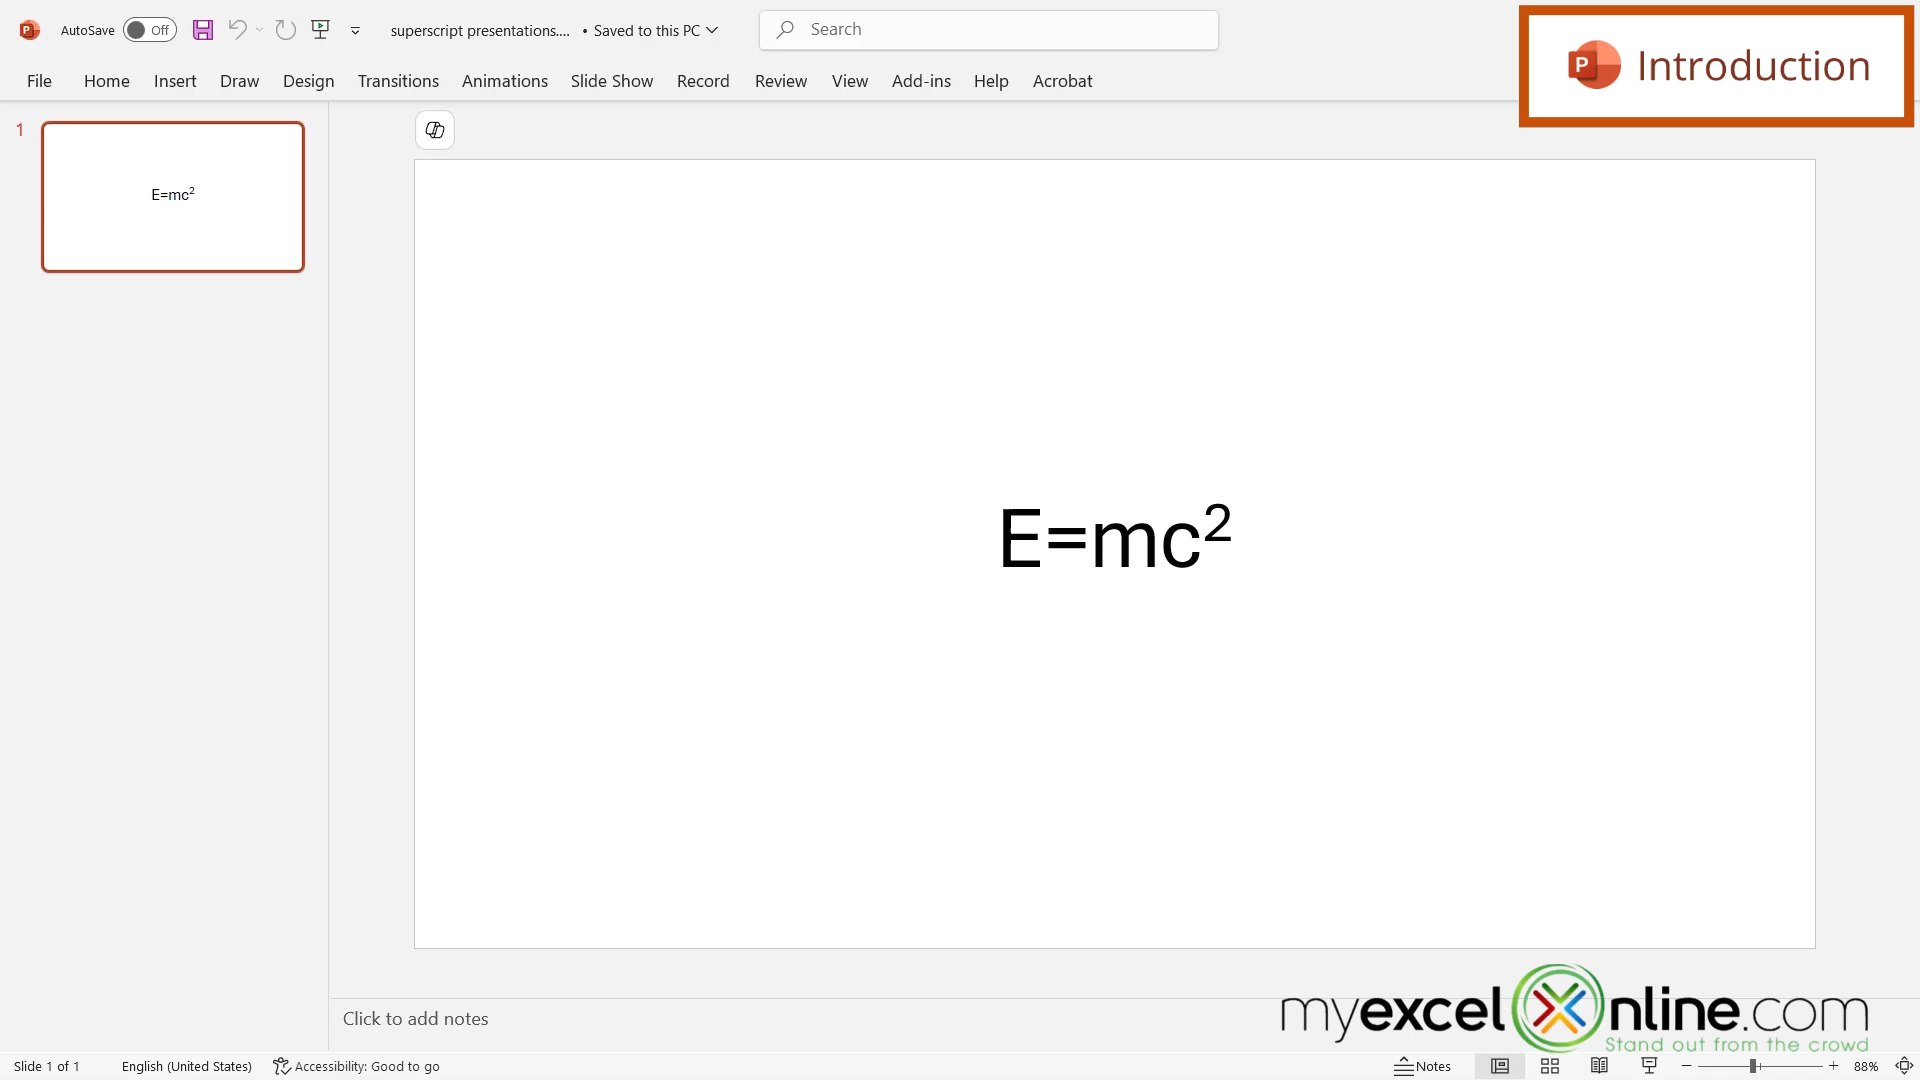 AutoSave Off superscript presentations.... • Saved to this PC Search
File Home Insert Draw Design Transitions Animations Slide Show Record Review View Add-ins Help Acrobat
P Introduction
1
E=mc²
E=mc²
Click to add notes
myexcelonline.com
Stand out from the crowd
Slide 1 of 1 English (United States) Accessibility: Good to go Notes 88%